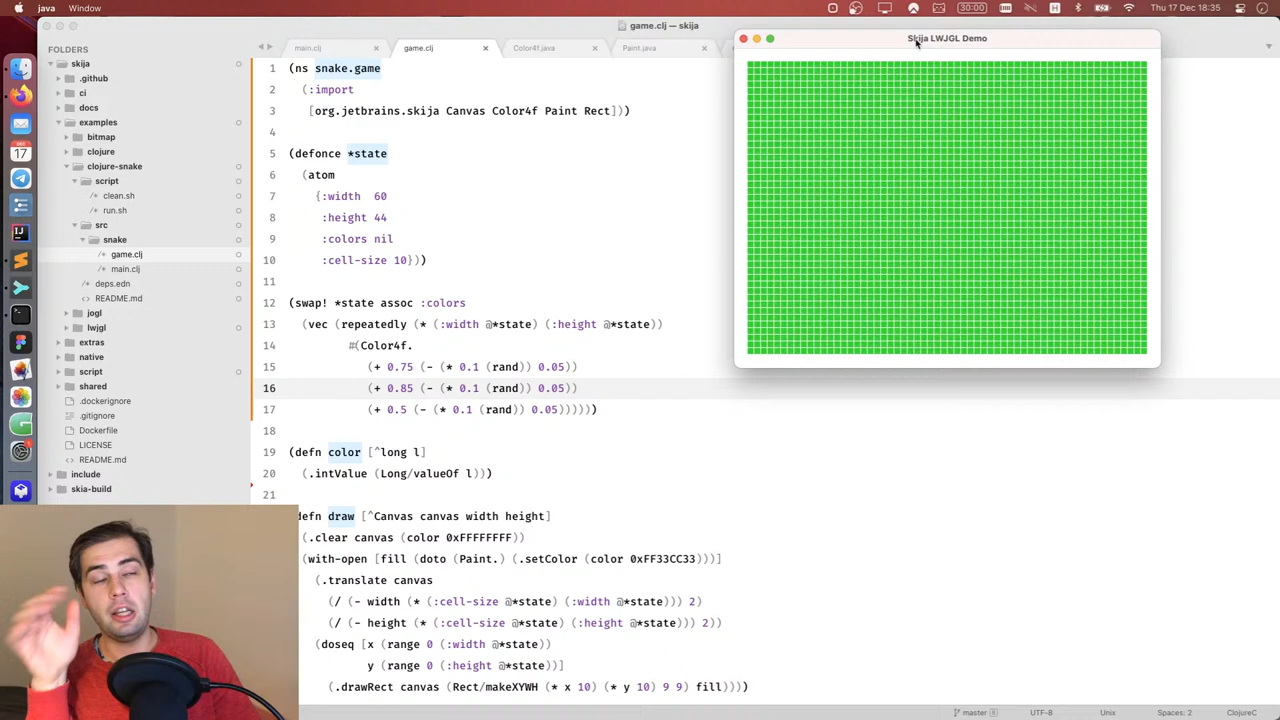 java
Window
30:00
Thu 17 Dec 18:35
game.clj — skija
FOLDERS
skija
.github
ci
docs
examples
bitmap
clojure
clojure-snake
script
clean.sh
run.sh
src
snake
game.clj
main.clj
deps.edn
README.md
jogl
lwjgl
extras
native
script
shared
.dockerignore
.gitignore
Dockerfile
LICENSE
README.md
include
skia-build
main.clj
game.clj
Color4f.java
Paint.java
Skija LWJGL Demo
1 (ns snake.game
2 (:import
3 [org.jetbrains.skija Canvas Color4f Paint Rect]))
4
5 (defonce *state
6 (atom
7 {:width 60
8 :height 44
9 :colors nil
10 :cell-size 10}))
11
12 (swap! *state assoc :colors
13 (vec (repeatedly (* (:width @*state) (:height @*state))
14 #(Color4f.
15 (+ 0.75 (- (* 0.1 (rand)) 0.05))
16 (+ 0.85 (- (* 0.1 (rand)) 0.05))
17 (+ 0.5 (- (* 0.1 (rand)) 0.05))))))
18
19 (defn color [^long l]
20 (.intValue (Long/valueOf l)))
21
defn draw [^Canvas canvas width height]
(.clear canvas (color 0xFFFFFFFF))
(with-open [fill (doto (Paint.) (.setColor (color 0xFF33CC33)))]
(.translate canvas
(/ (- width (* (:cell-size @*state) (:width @*state))) 2)
(/ (- height (* (:cell-size @*state) (:height @*state))) 2))
(doseq [x (range 0 (:width @*state))
y (range 0 (:height @*state))]
(.drawRect canvas (Rect/makeXYWH (* x 10) (* y 10) 9 9) fill))))
master
UTF-8
Unix
Spaces: 2
ClojureC